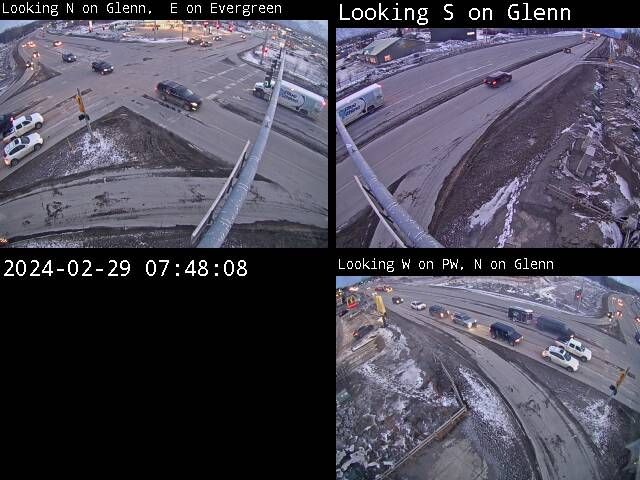 Looking N on Glenn,  E on Evergreen
Looking S on Glenn
2024-02-29 07:48:08
Looking W on PW, N on Glenn